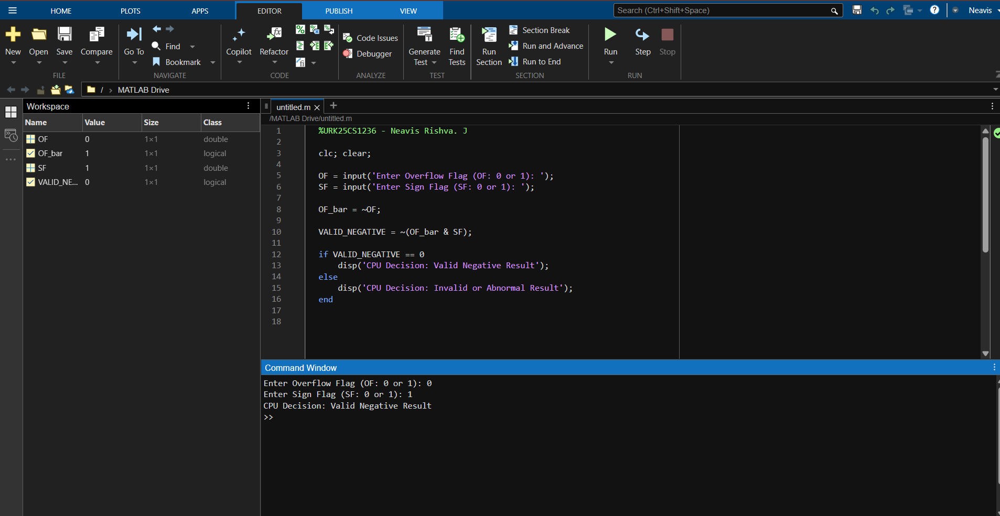 HOME PLOTS APPS EDITOR PUBLISH VIEW Search (Ctrl+Shift+Space) ? Neavis
New Open Save Compare Go To Find Bookmark Copilot Refactor Code Issues Debugger Generate Test Find Tests Run Section Section Break Run and Advance Run to End Run Step Stop
FILE NAVIGATE CODE ANALYZE TEST SECTION RUN
/ › MATLAB Drive
Workspace
Name Value Size Class
OF 0 1×1 double
OF_bar 1 1×1 logical
SF 1 1×1 double
VALID_NE... 0 1×1 logical
untitled.m × +
/MATLAB Drive/untitled.m
1 %URK25CS1236 - Neavis Rishva. J
2
3 clc; clear;
4
5 OF = input('Enter Overflow Flag (OF: 0 or 1): ');
6 SF = input('Enter Sign Flag (SF: 0 or 1): ');
7
8 OF_bar = ~OF;
9
10 VALID_NEGATIVE = ~(OF_bar & SF);
11
12 if VALID_NEGATIVE == 0
13 disp('CPU Decision: Valid Negative Result');
14 else
15 disp('CPU Decision: Invalid or Abnormal Result');
16 end
17
18
Command Window
Enter Overflow Flag (OF: 0 or 1): 0
Enter Sign Flag (SF: 0 or 1): 1
CPU Decision: Valid Negative Result
>>